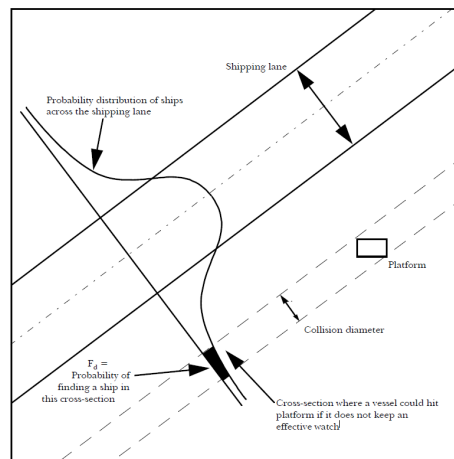 Shipping lane
Probability distribution of ships
across the shipping lane
Platform
Collision diameter
F_d =
Probability of
finding a ship in
this cross-section
Cross-section where a vessel could hit
platform if it does not keep an
effective watch